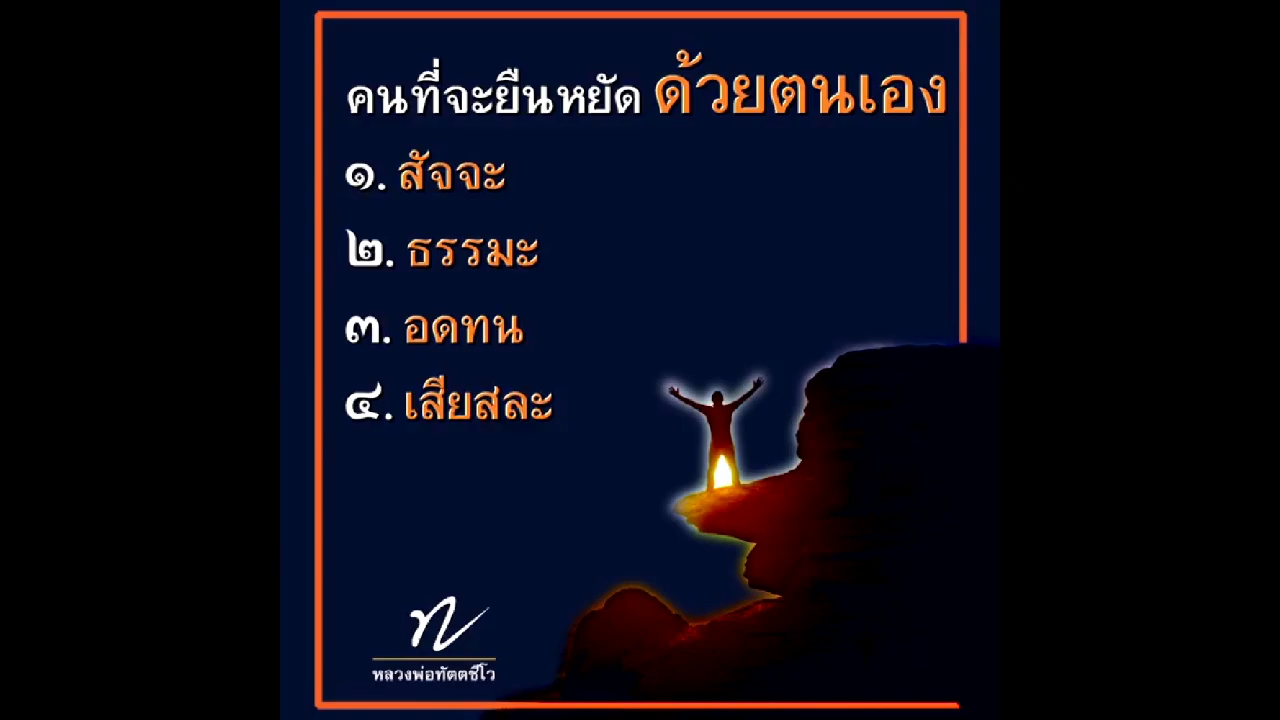 คนที่จะยืนหยัด ด้วยตนเอง
๑. สัจจะ
๒. ธรรมะ
๓. อดทน
๔. เสียสละ
ท
หลวงพ่อทัตตชีโว